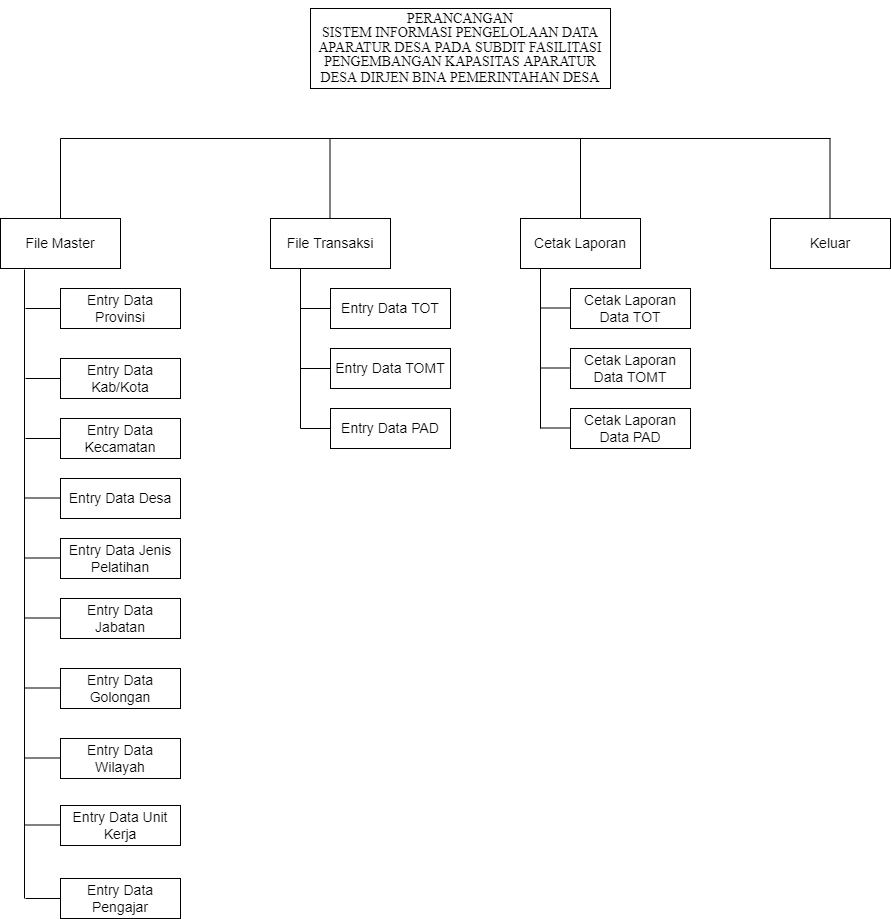 PERANCANGAN
SISTEM INFORMASI PENGELOLAAN DATA
APARATUR DESA PADA SUBDIT FASILITASI
PENGEMBANGAN KAPASITAS APARATUR
DESA DIRJEN BINA PEMERINTAHAN DESA
File Master
Entry Data
Provinsi
Entry Data
Kab/Kota
Entry Data
Kecamatan
Entry Data Desa
Entry Data Jenis
Pelatihan
Entry Data
Jabatan
Entry Data
Golongan
Entry Data
Wilayah
Entry Data Unit
Kerja
Entry Data
Pengajar
File Transaksi
Entry Data TOT
Entry Data TOMT
Entry Data PAD
Cetak Laporan
Cetak Laporan
Data TOT
Cetak Laporan
Data TOMT
Cetak Laporan
Data PAD
Keluar